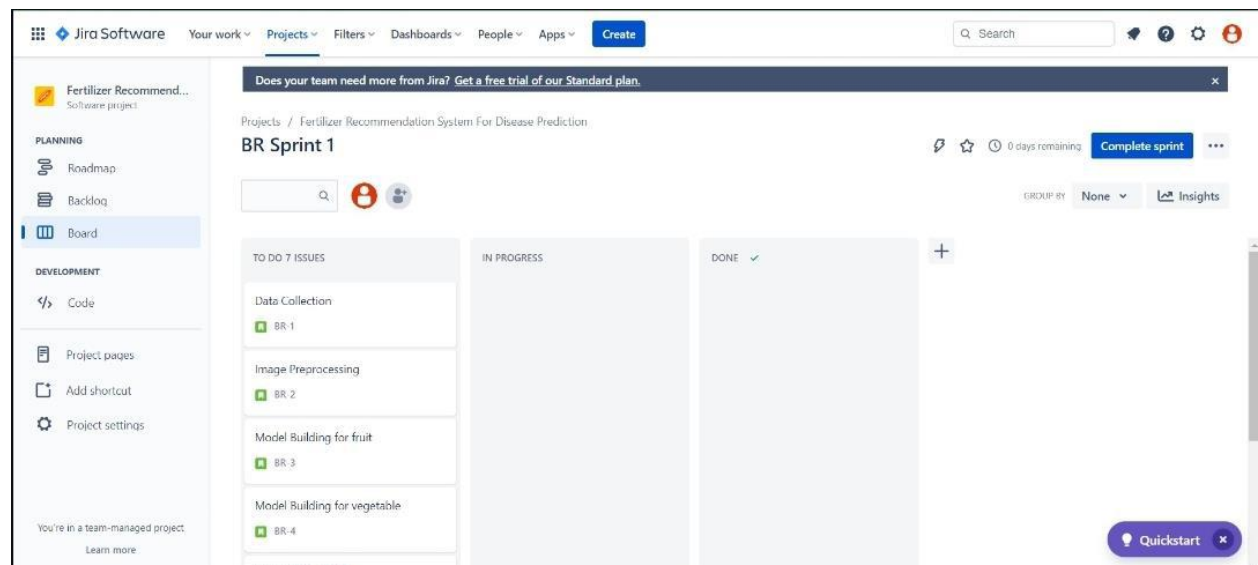 Jira Software Your work Projects Filters Dashboards People Apps Create Search
Does your team need more from Jira? Get a free trial of our Standard plan.
Fertilizer Recommend...
Software project
Projects / Fertilizer Recommendation System For Disease Prediction
BR Sprint 1
0 days remaining Complete sprint
PLANNING
Roadmap
Backlog
Board
DEVELOPMENT
Code
Project pages
Add shortcut
Project settings
You're in a team-managed project
Learn more
GROUP BY None Insights
TO DO 7 ISSUES IN PROGRESS DONE
Data Collection
BR-1
Image Preprocessing
BR-2
Model Building for fruit
BR-3
Model Building for vegetable
BR-4
Quickstart